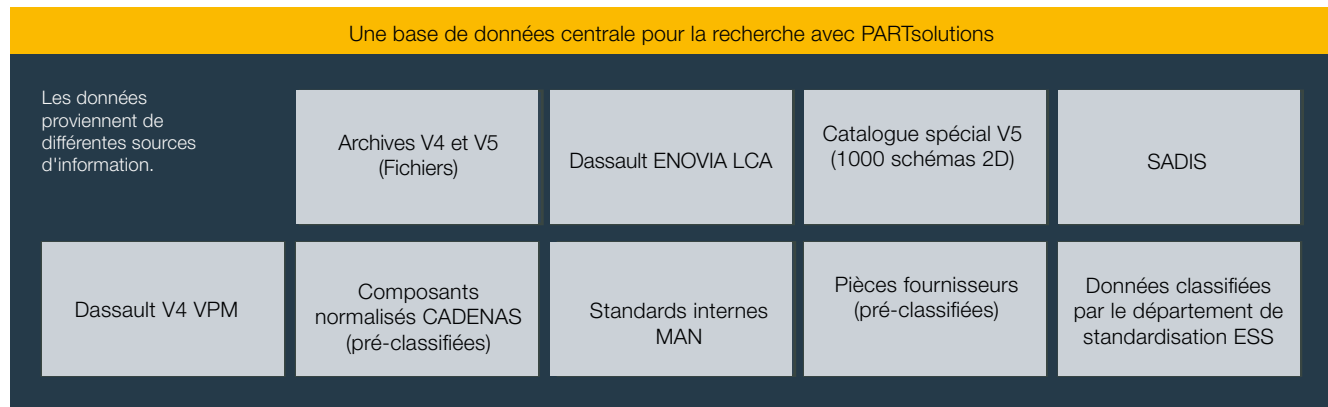 Une base de données centrale pour la recherche avec PARTsolutions
Les données
proviennent de
différentes sources
d'information.
Archives V4 et V5
(Fichiers)
Dassault ENOVIA LCA
Catalogue spécial V5
(1000 schémas 2D)
SADIS
Dassault V4 VPM
Composants
normalisés CADENAS
(pré-classifiées)
Standards internes
MAN
Pièces fournisseurs
(pré-classifiées)
Données classifiées
par le département de
standardisation ESS